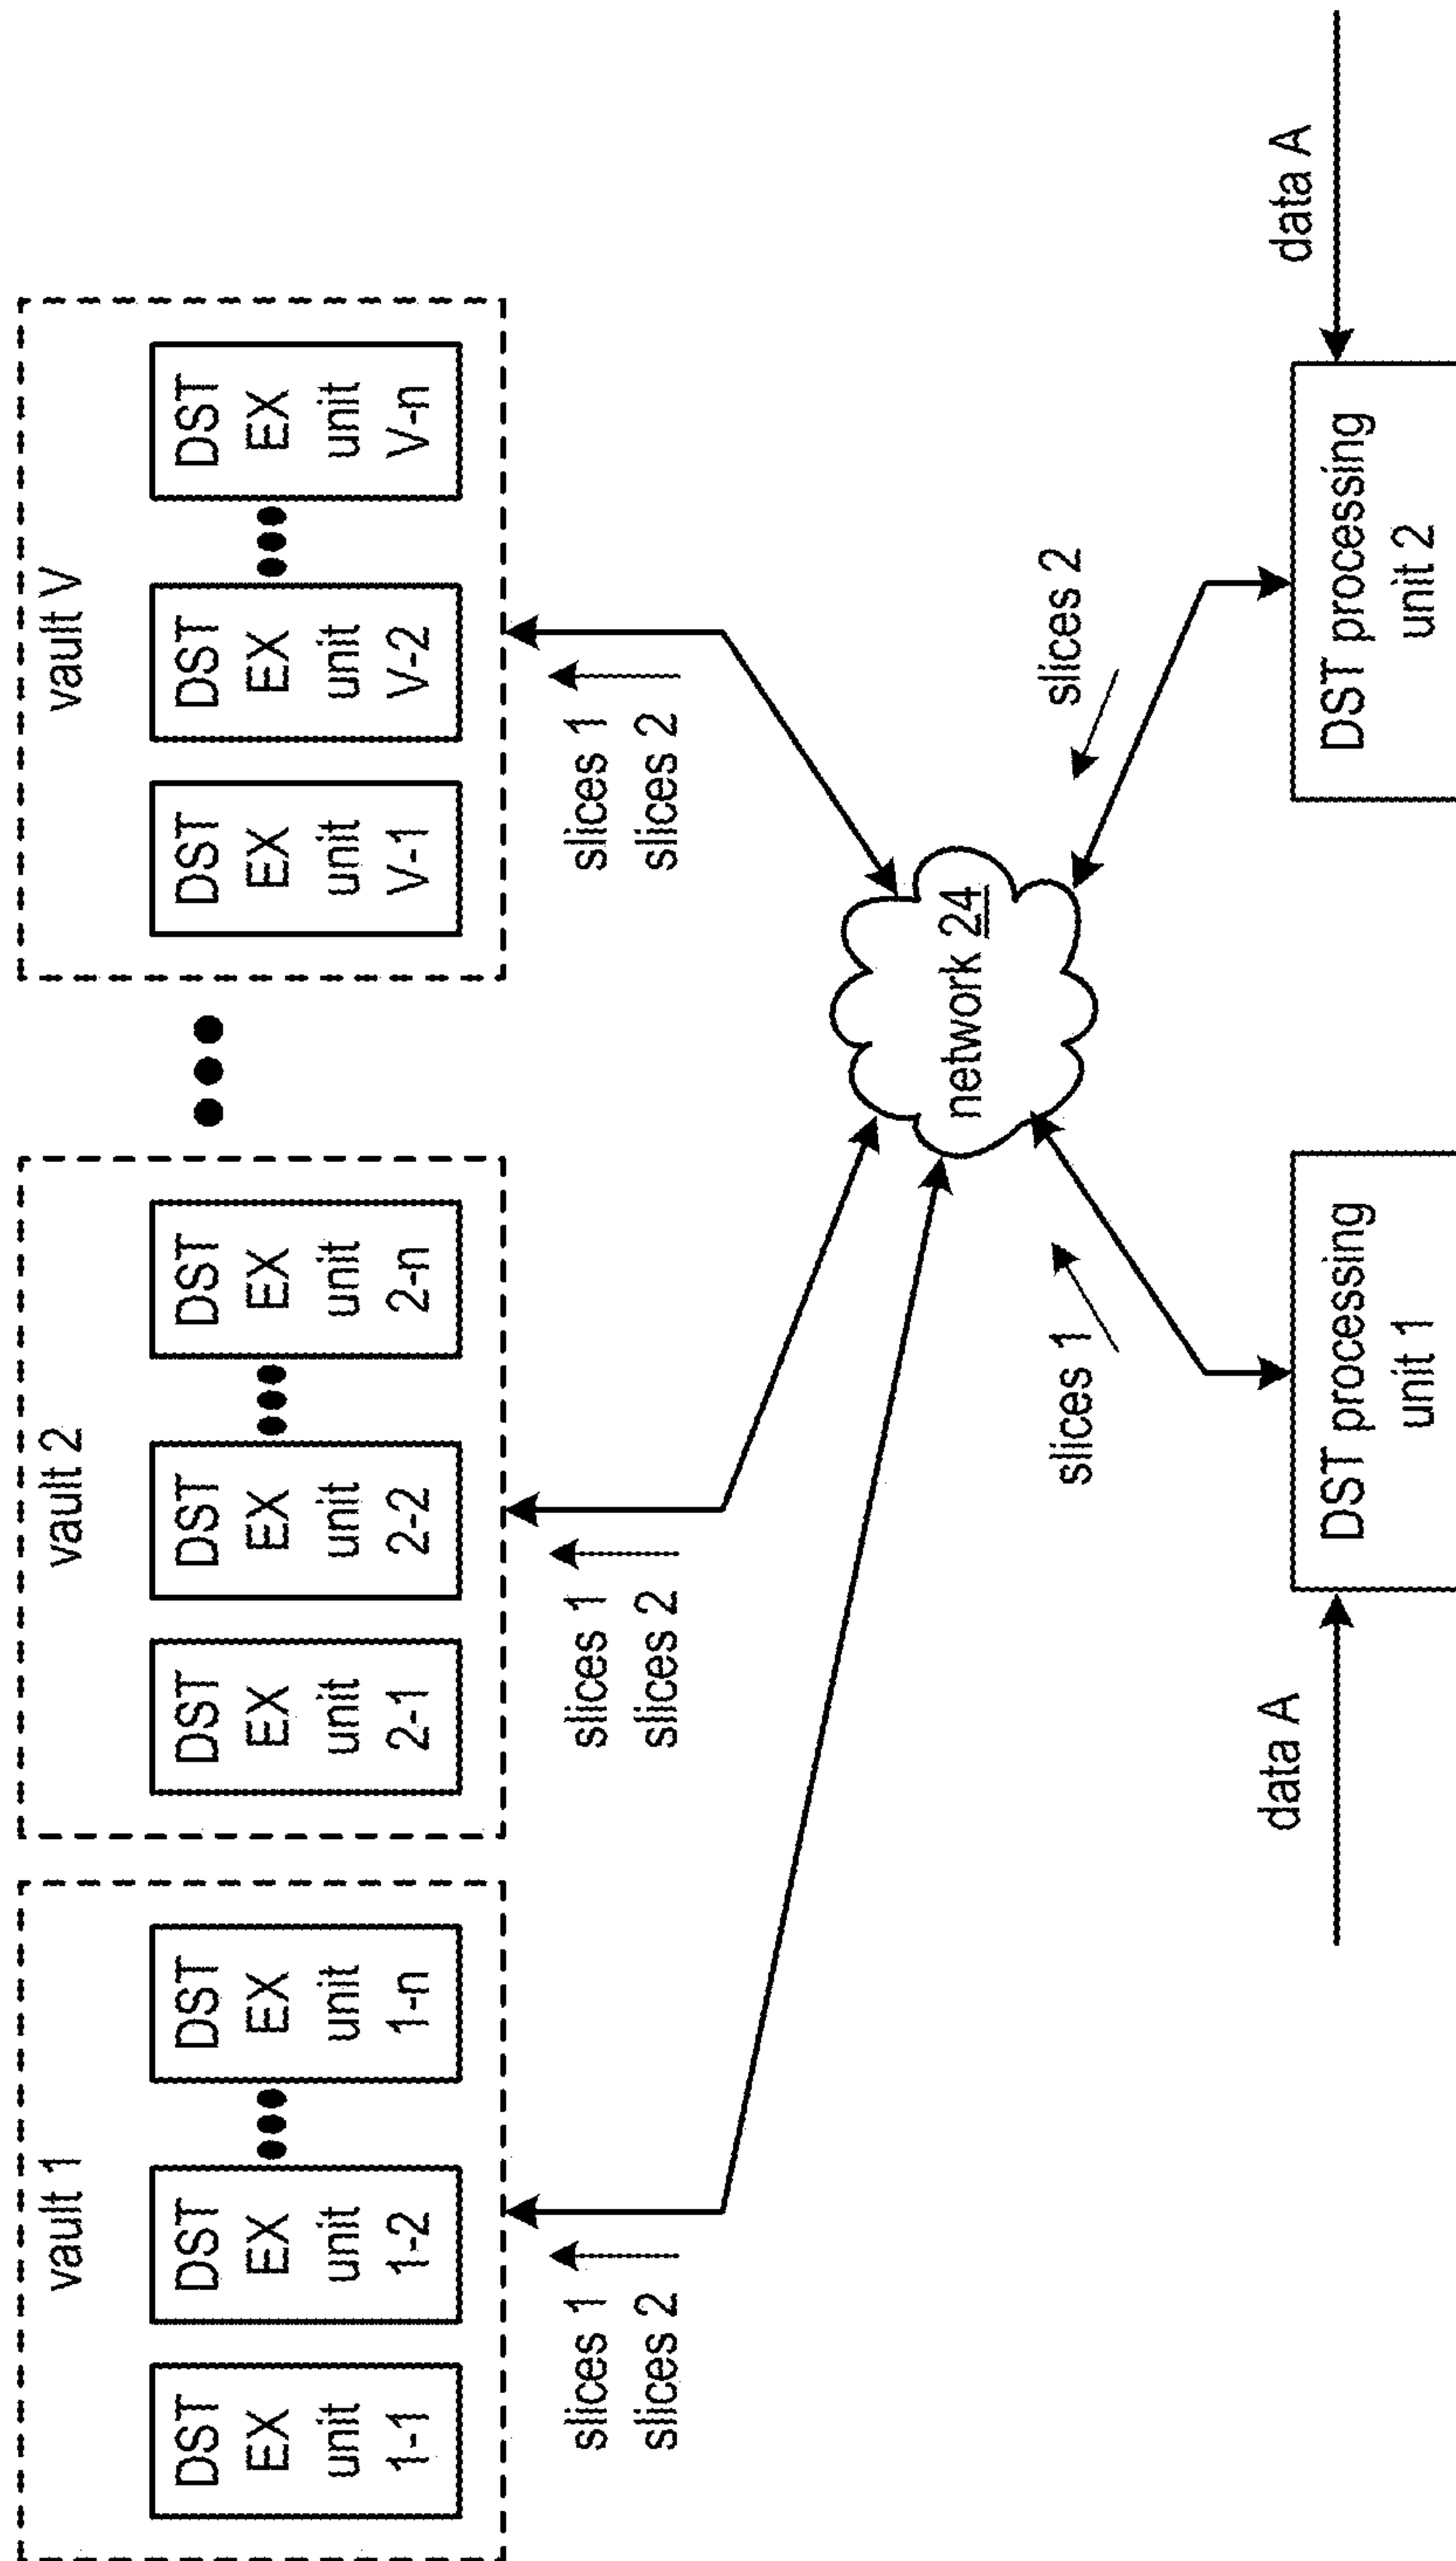 vault 1
DST
EX
unit
1-1
DST
EX
unit
1-2
DST
EX
unit
1-n
vault 2
DST
EX
unit
2-1
DST
EX
unit
2-2
DST
EX
unit
2-n
vault V
DST
EX
unit
V-1
DST
EX
unit
V-2
DST
EX
unit
V-n
slices 1
slices 2
slices 1
slices 2
slices 1
slices 2
network 24
slices 1
slices 2
data A
DST processing
unit 1
DST processing
unit 2
data A